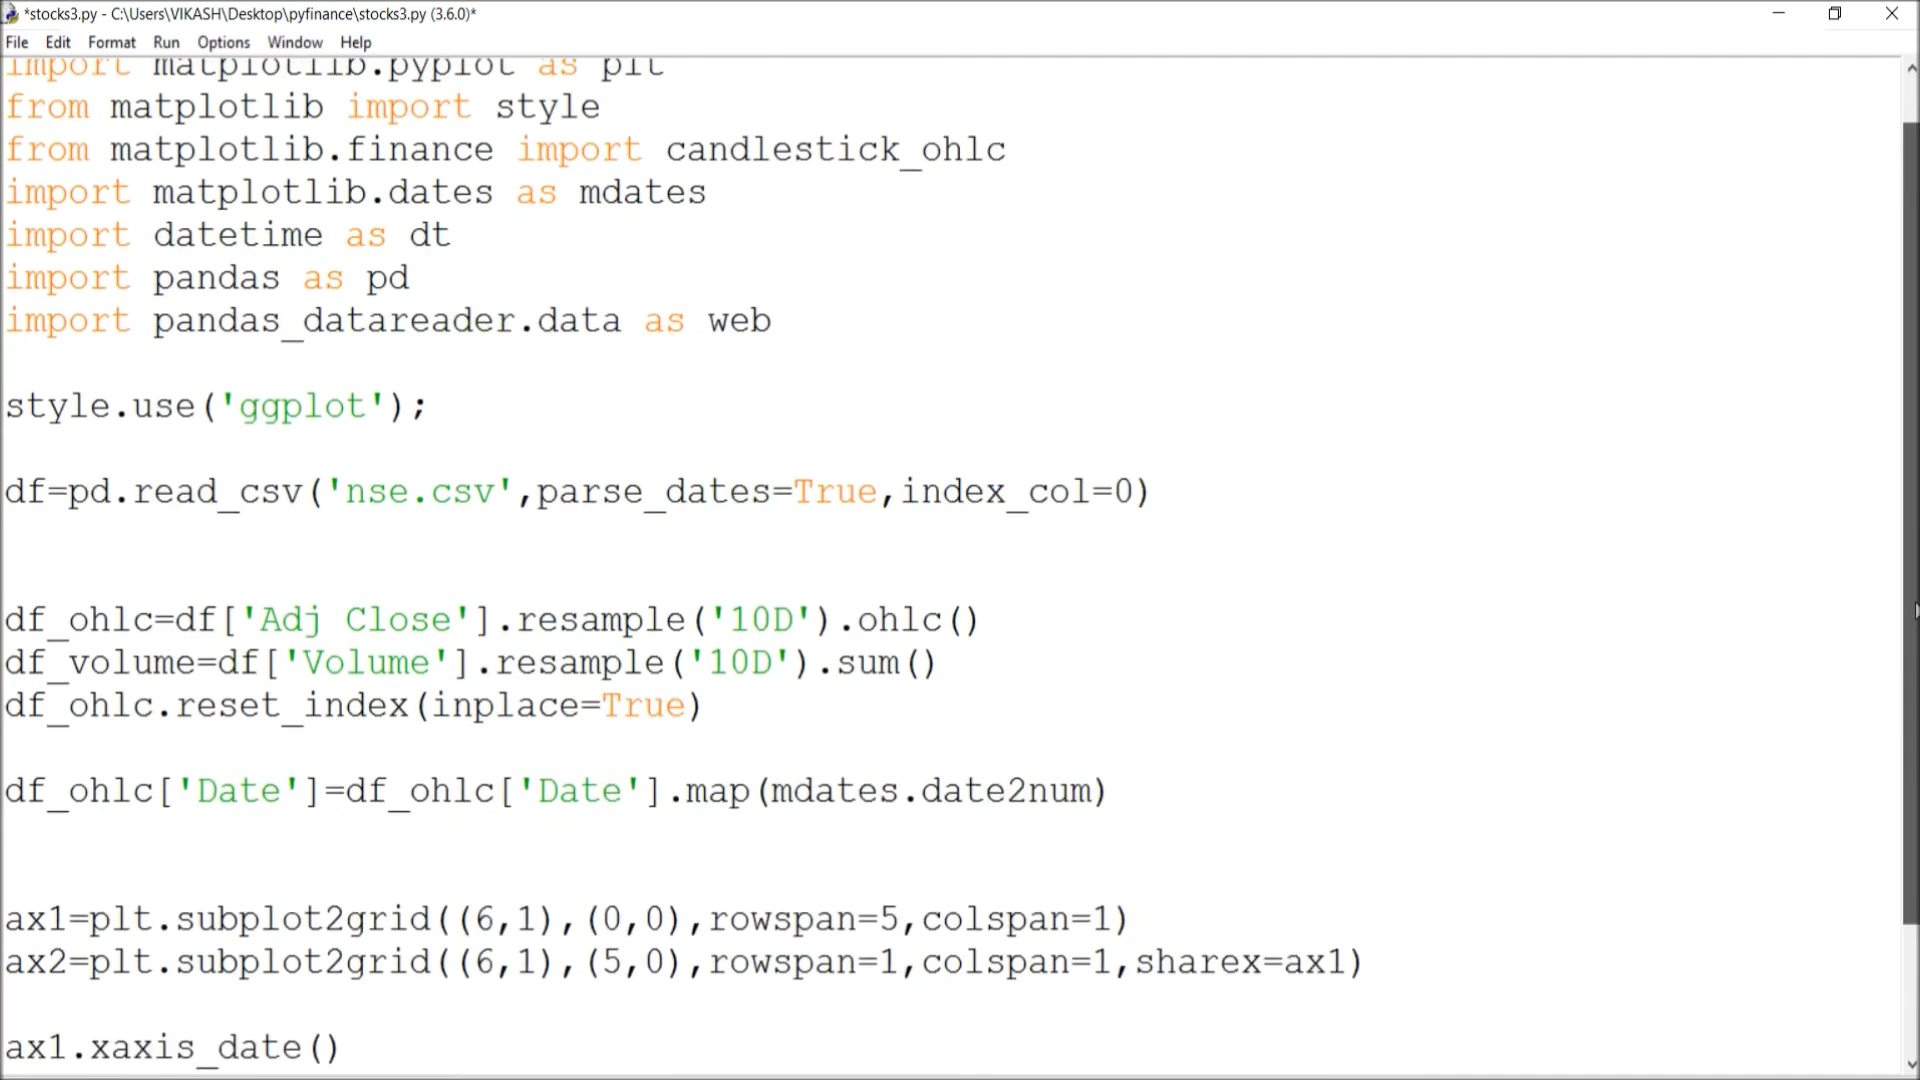 *stocks3.py - C:\Users\VIKASH\Desktop\pyfinance\stocks3.py (3.6.0)*
File Edit Format Run Options Window Help
import matplotlib.pyplot as plt
from matplotlib import style
from matplotlib.finance import candlestick_ohlc
import matplotlib.dates as mdates
import datetime as dt
import pandas as pd
import pandas_datareader.data as web
style.use('ggplot');
df=pd.read_csv('nse.csv',parse_dates=True,index_col=0)
df_ohlc=df['Adj Close'].resample('10D').ohlc()
df_volume=df['Volume'].resample('10D').sum()
df_ohlc.reset_index(inplace=True)
df_ohlc['Date']=df_ohlc['Date'].map(mdates.date2num)
ax1=plt.subplot2grid((6,1),(0,0),rowspan=5,colspan=1)
ax2=plt.subplot2grid((6,1),(5,0),rowspan=1,colspan=1,sharex=ax1)
ax1.xaxis_date()